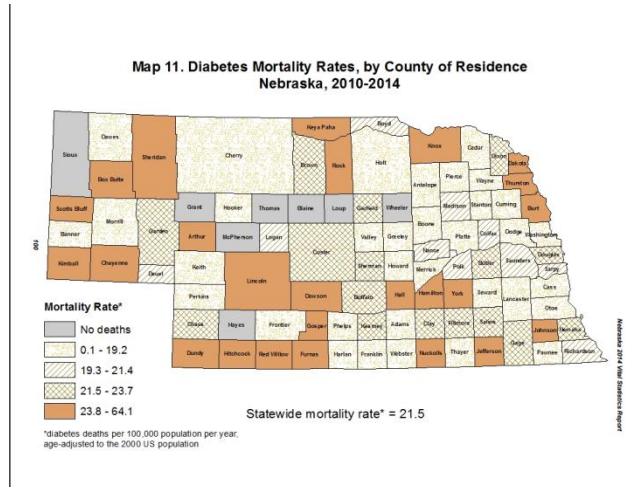 Map 11. Diabetes Mortality Rates, by County of Residence
Nebraska, 2010-2014
Sioux
Dawes
Sheridan
Box Butte
Cherry
Keya Paha
Boyd
Brown
Rock
Holt
Knox
Cedar
Dixon
Dakota
Antelope
Pierce
Wayne
Thurston
Scotts Bluff
Morrill
Garden
Grant
Hooker
Thomas
Blaine
Loup
Garfield
Wheeler
Madison
Stanton
Cuming
Burt
Banner
Arthur
McPherson
Logan
Custer
Valley
Greeley
Boone
Platte
Colfax
Dodge
Washington
Kimball
Cheyenne
Deuel
Keith
Lincoln
Sherman
Howard
Nance
Merrick
Polk
Butler
Saunders
Douglas
Sarpy
Perkins
Dawson
Buffalo
Hall
Hamilton
York
Seward
Lancaster
Cass
Otoe
Chase
Hayes
Frontier
Gosper
Phelps
Kearney
Adams
Clay
Fillmore
Saline
Gage
Johnson
Nemaha
Dundy
Hitchcock
Red Willow
Furnas
Harlan
Franklin
Webster
Nuckolls
Thayer
Jefferson
Pawnee
Richardson
Mortality Rate*
No deaths
0.1 - 19.2
19.3 - 21.4
21.5 - 23.7
23.8 - 64.1
Statewide mortality rate* = 21.5
*diabetes deaths per 100,000 population per year,
age-adjusted to the 2000 US population
100
Nebraska 2014 Vital Statistics Report